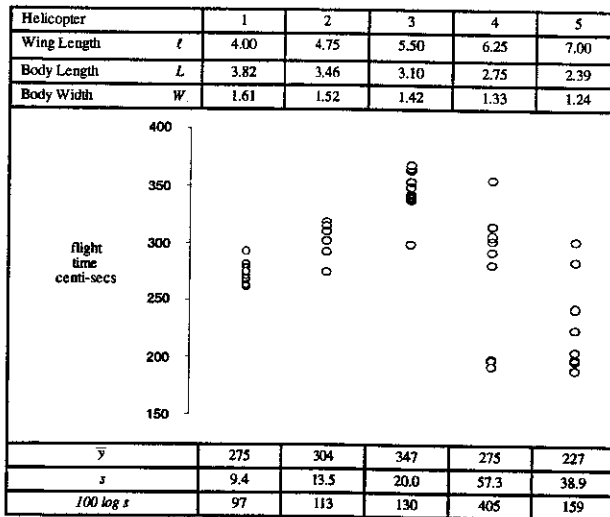 Helicopter 1 2 3 4 5
Wing Length ℓ 4.00 4.75 5.50 6.25 7.00
Body Length L 3.82 3.46 3.10 2.75 2.39
Body Width W 1.61 1.52 1.42 1.33 1.24
400
350
300
250
200
150
flight
time
centi-secs
y̅ 275 304 347 275 227
s 9.4 13.5 20.0 57.3 38.9
100 log s 97 113 130 405 159